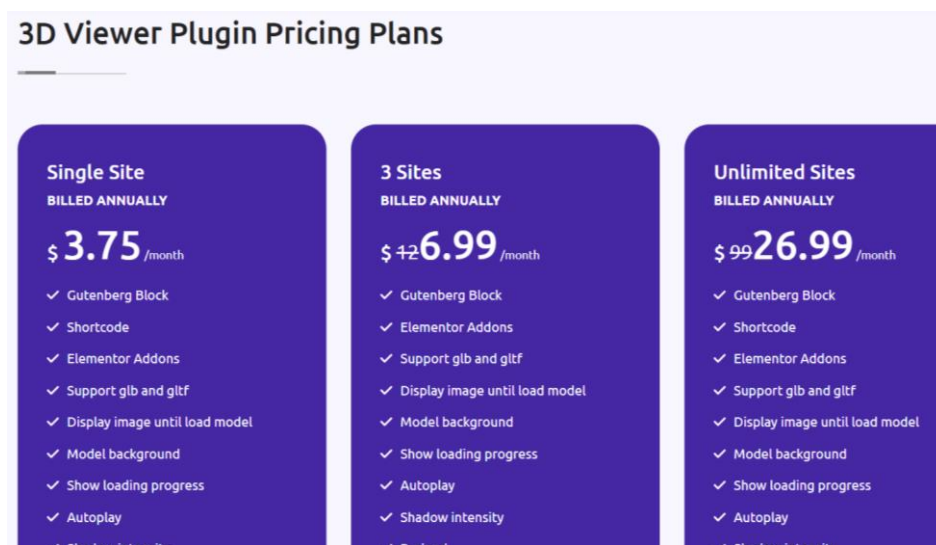 3D Viewer Plugin Pricing Plans
Single Site
BILLED ANNUALLY
$ 3.75 /month
Gutenberg Block
Shortcode
Elementor Addons
Support glb and gltf
Display image until load model
Model background
Show loading progress
Autoplay
3 Sites
BILLED ANNUALLY
$ 12 6.99 /month
Gutenberg Block
Elementor Addons
Support glb and gltf
Display image until load model
Model background
Show loading progress
Autoplay
Shadow intensity
Unlimited Sites
BILLED ANNUALLY
$ 99 26.99 /month
Gutenberg Block
Shortcode
Elementor Addons
Support glb and gltf
Display image until load model
Model background
Show loading progress
Autoplay